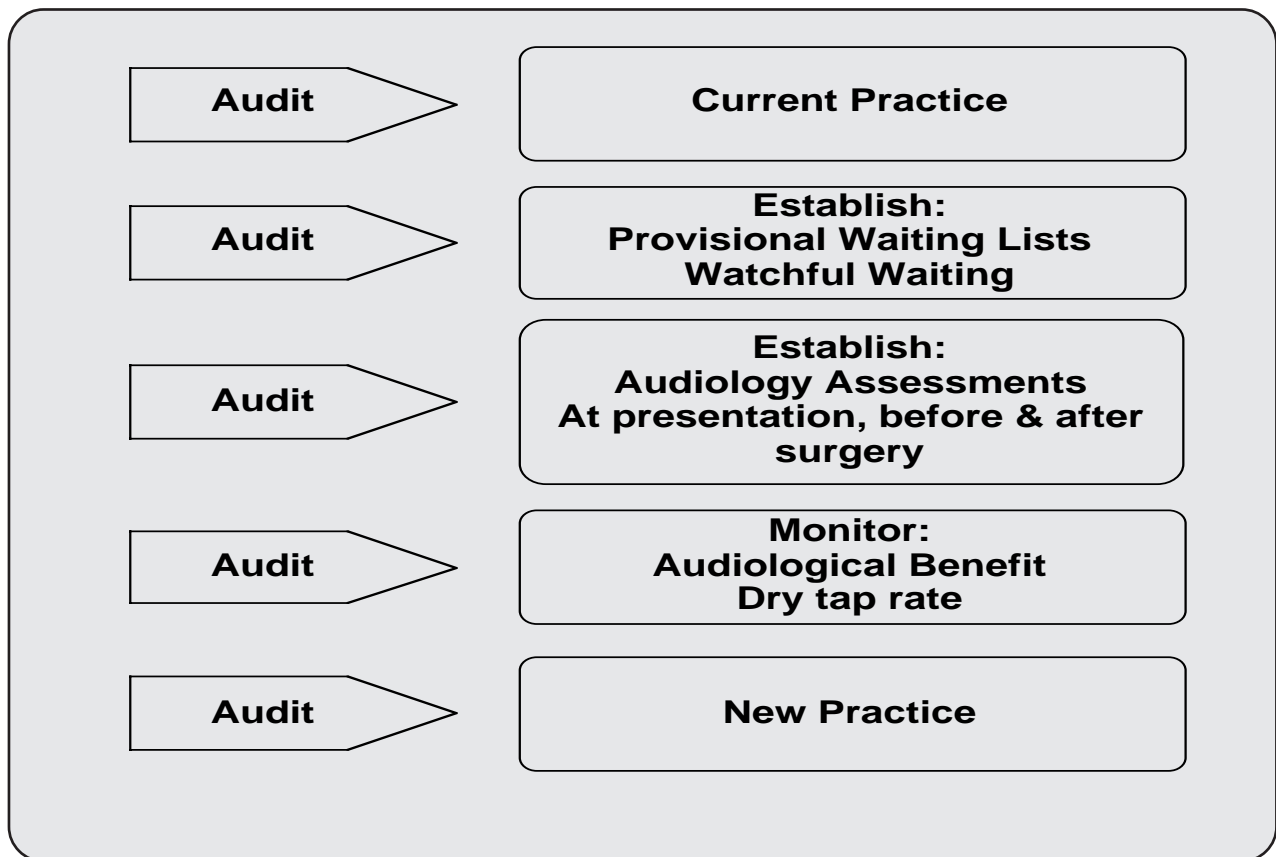 Audit
Current Practice
Audit
Establish:
Provisional Waiting Lists
Watchful Waiting
Audit
Establish:
Audiology Assessments
At presentation, before & after
surgery
Audit
Monitor:
Audiological Benefit
Dry tap rate
Audit
New Practice